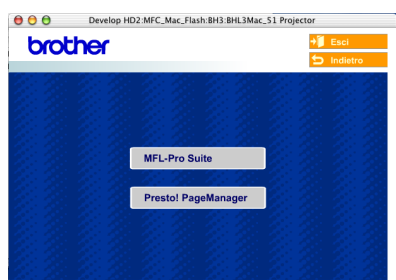 Develop HD2:MFC_Mac_Flash:BH3:BHL3Mac_S1 Projector
brother
Esci
Indietro
MFL-Pro Suite
Presto! PageManager